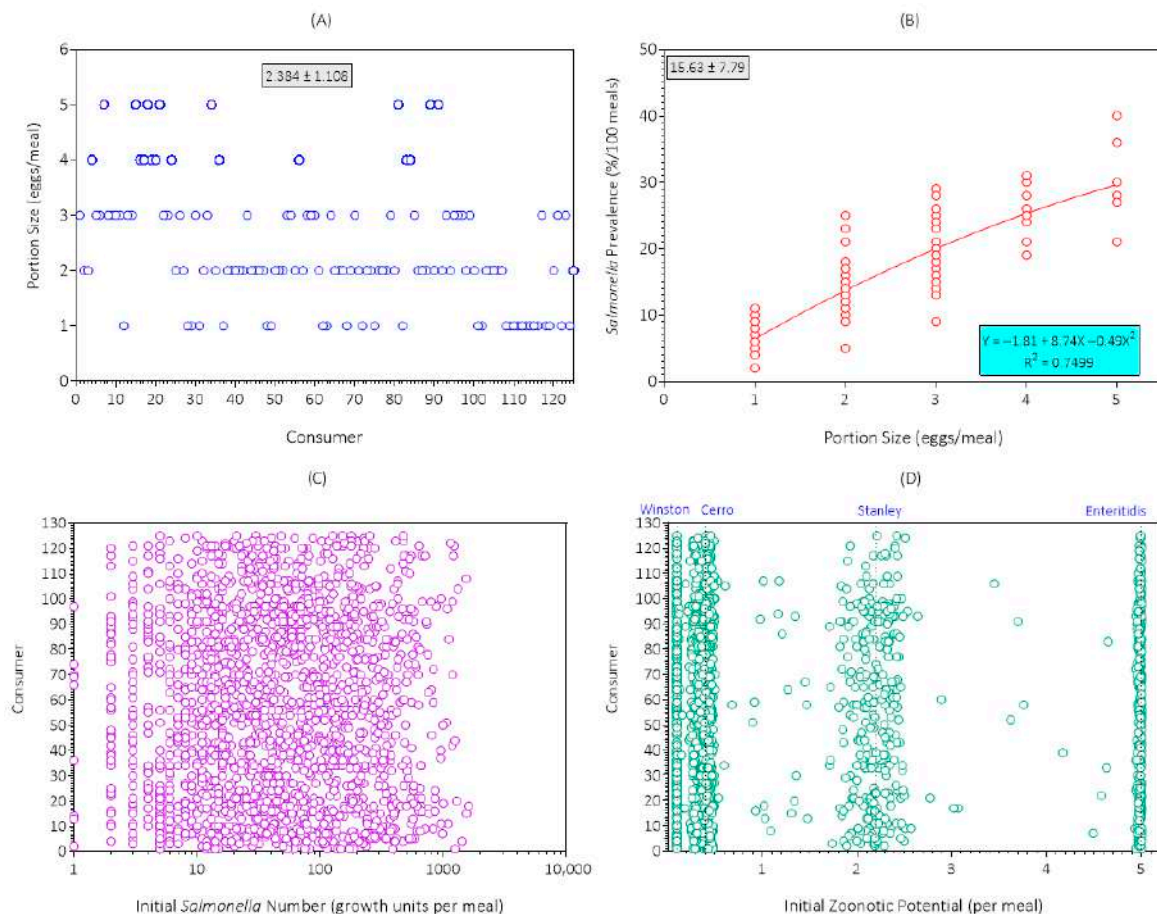 (A)
6
5
4
3
2
1
0
2.384 ± 1.108
Portion Size (eggs/meal)
0 10 20 30 40 50 60 70 80 90 100 110 120
Consumer
(B)
50
40
30
20
10
0
15.63 ± 7.79
Salmonella Prevalence (%/100 meals)
Y = −1.81 + 8.74X −0.49X²
R² = 0.7499
0 1 2 3 4 5
Portion Size (eggs/meal)
(C)
130
120
110
100
90
80
70
60
50
40
30
20
10
0
Consumer
1 10 100 1000 10,000
Initial Salmonella Number (growth units per meal)
(D)
Winston Cerro Stanley Enteritidis
130
120
110
100
90
80
70
60
50
40
30
20
10
0
Consumer
0 1 2 3 4 5
Initial Zoonotic Potential (per meal)